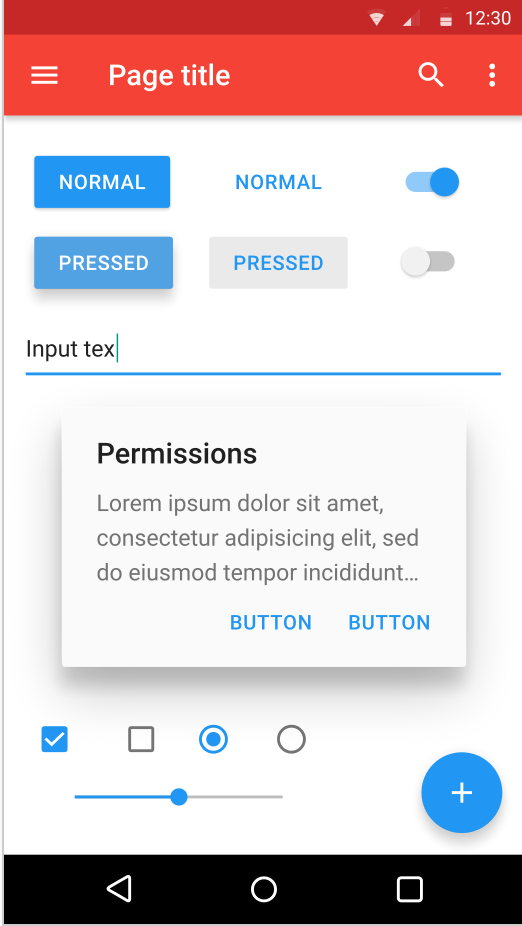 12:30
Page title
NORMAL NORMAL
PRESSED PRESSED
Input tex
Permissions
Lorem ipsum dolor sit amet,
consectetur adipisicing elit, sed
do eiusmod tempor incididunt…
BUTTON BUTTON